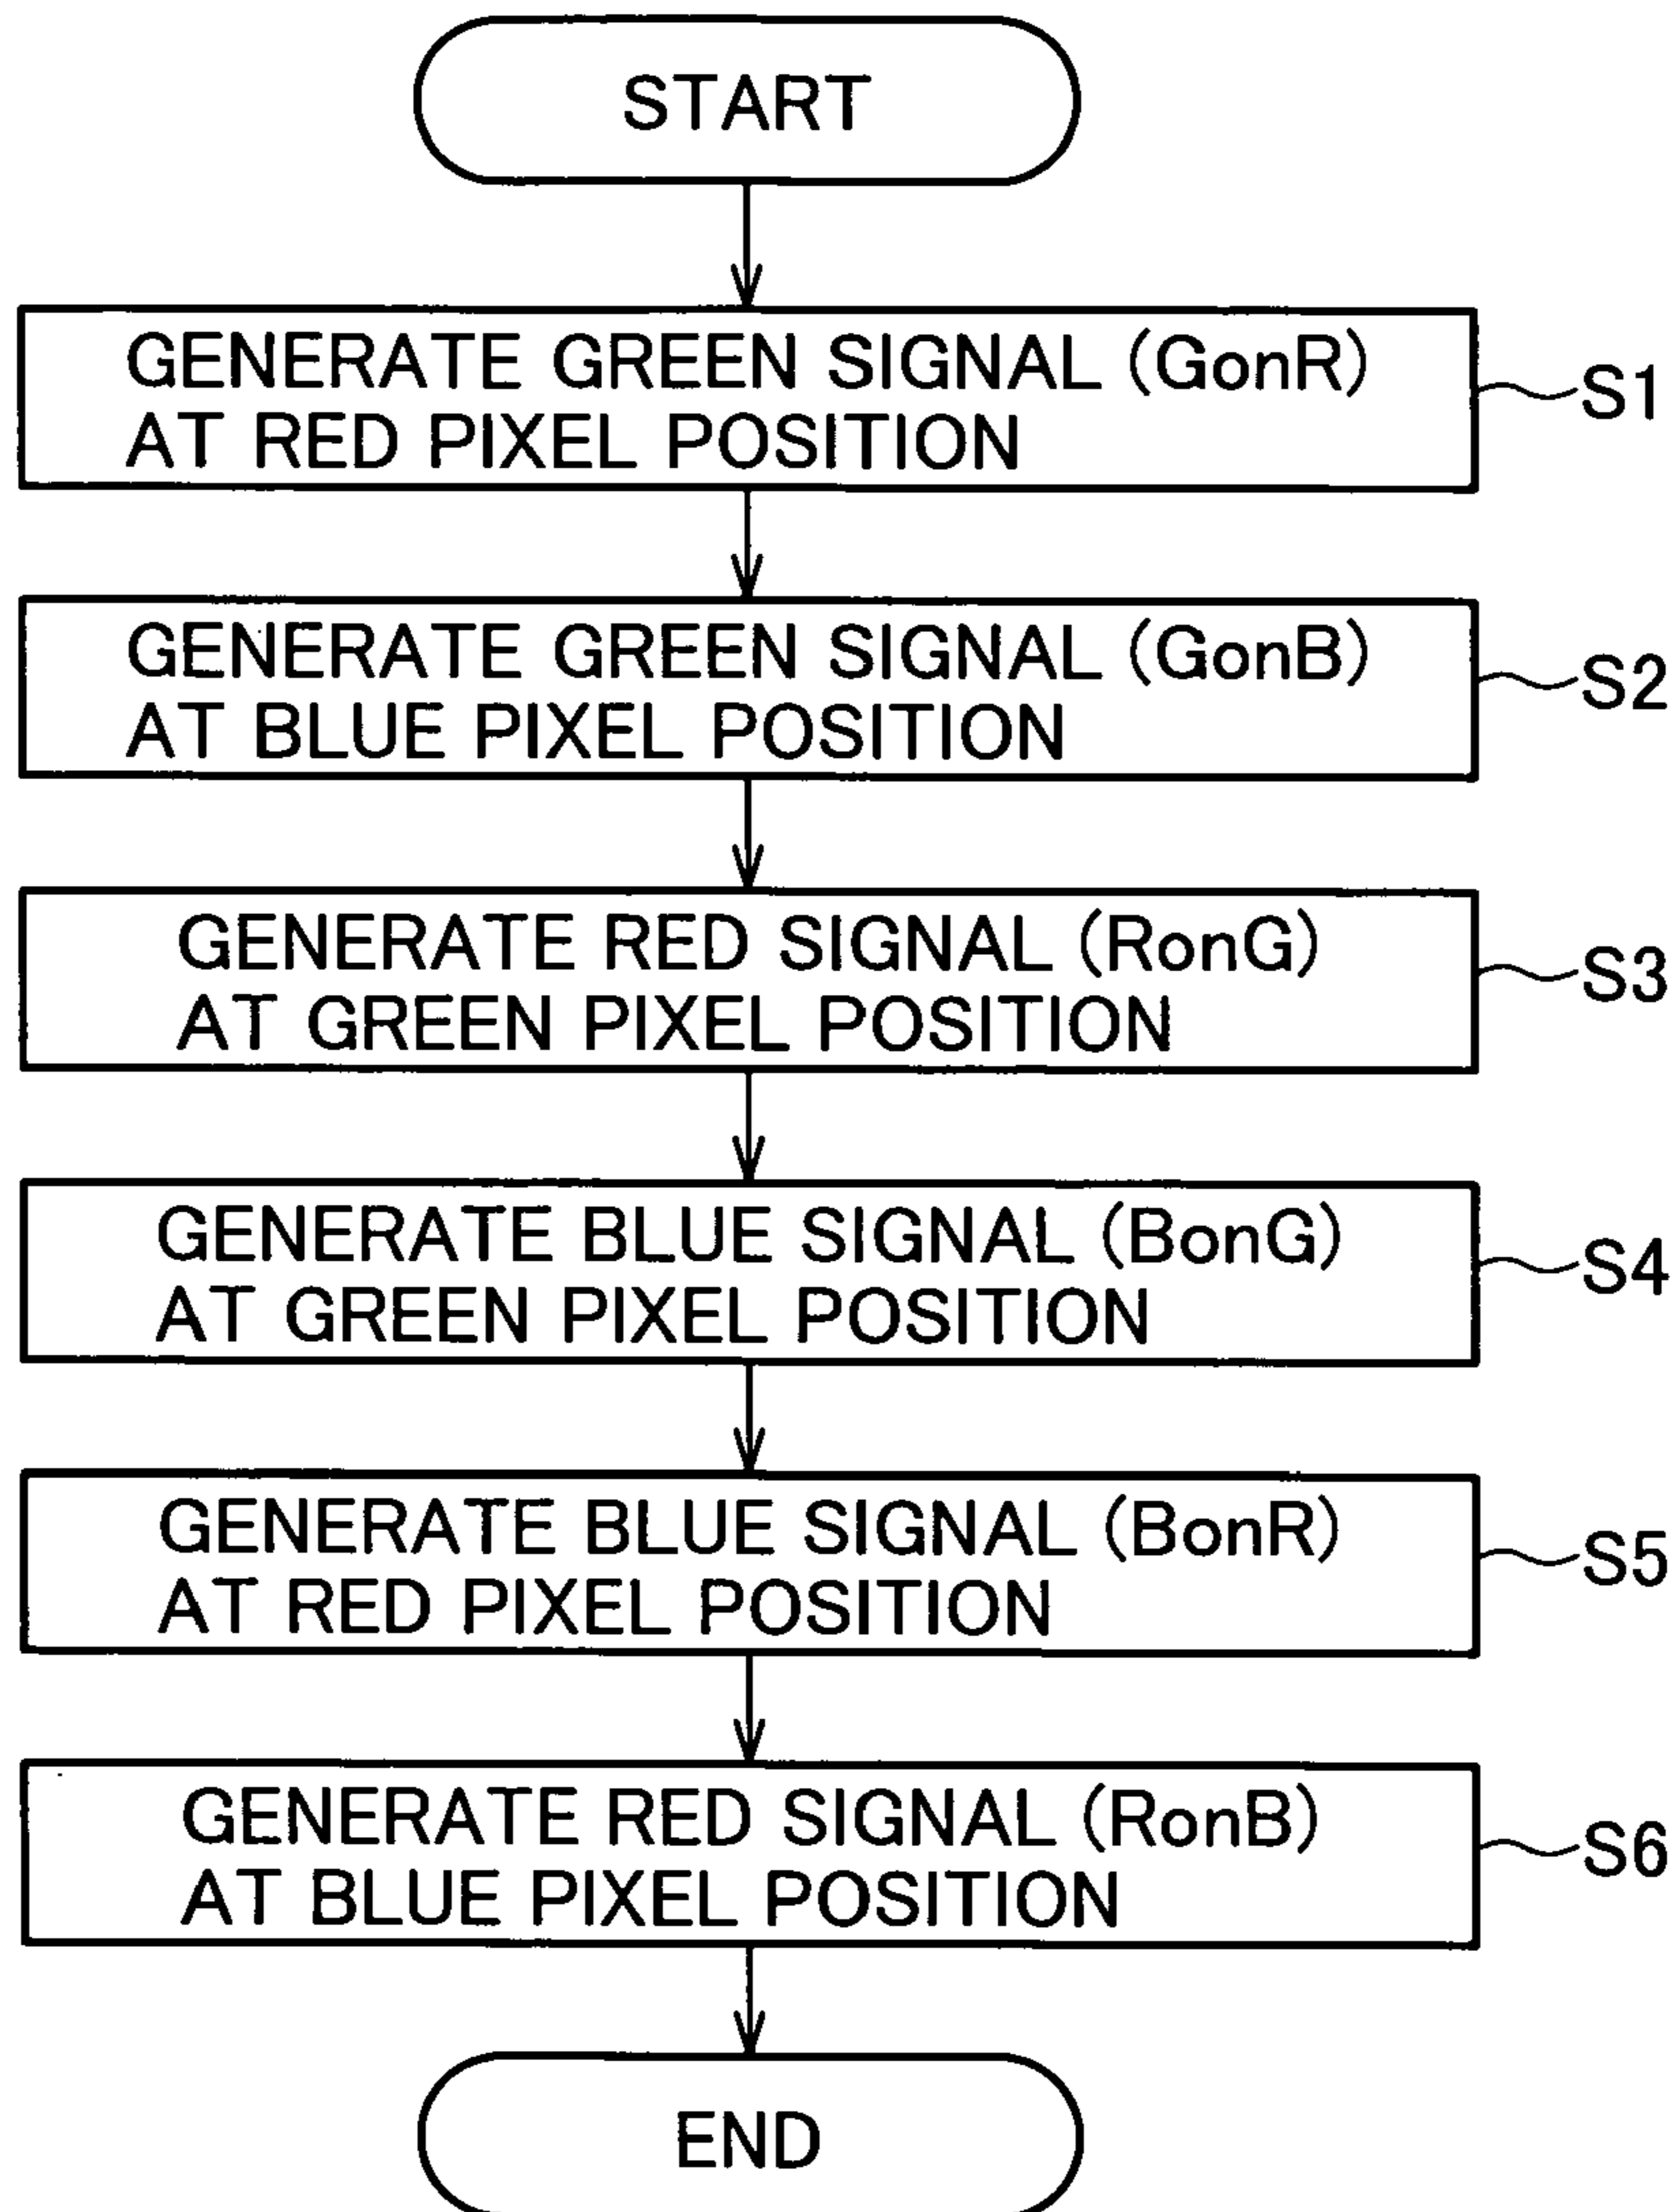 START
GENERATE GREEN SIGNAL (GonR)
AT RED PIXEL POSITION
S1
GENERATE GREEN SIGNAL (GonB)
AT BLUE PIXEL POSITION
S2
GENERATE RED SIGNAL (RonG)
AT GREEN PIXEL POSITION
S3
GENERATE BLUE SIGNAL (BonG)
AT GREEN PIXEL POSITION
S4
GENERATE BLUE SIGNAL (BonR)
AT RED PIXEL POSITION
S5
GENERATE RED SIGNAL (RonB)
AT BLUE PIXEL POSITION
S6
END